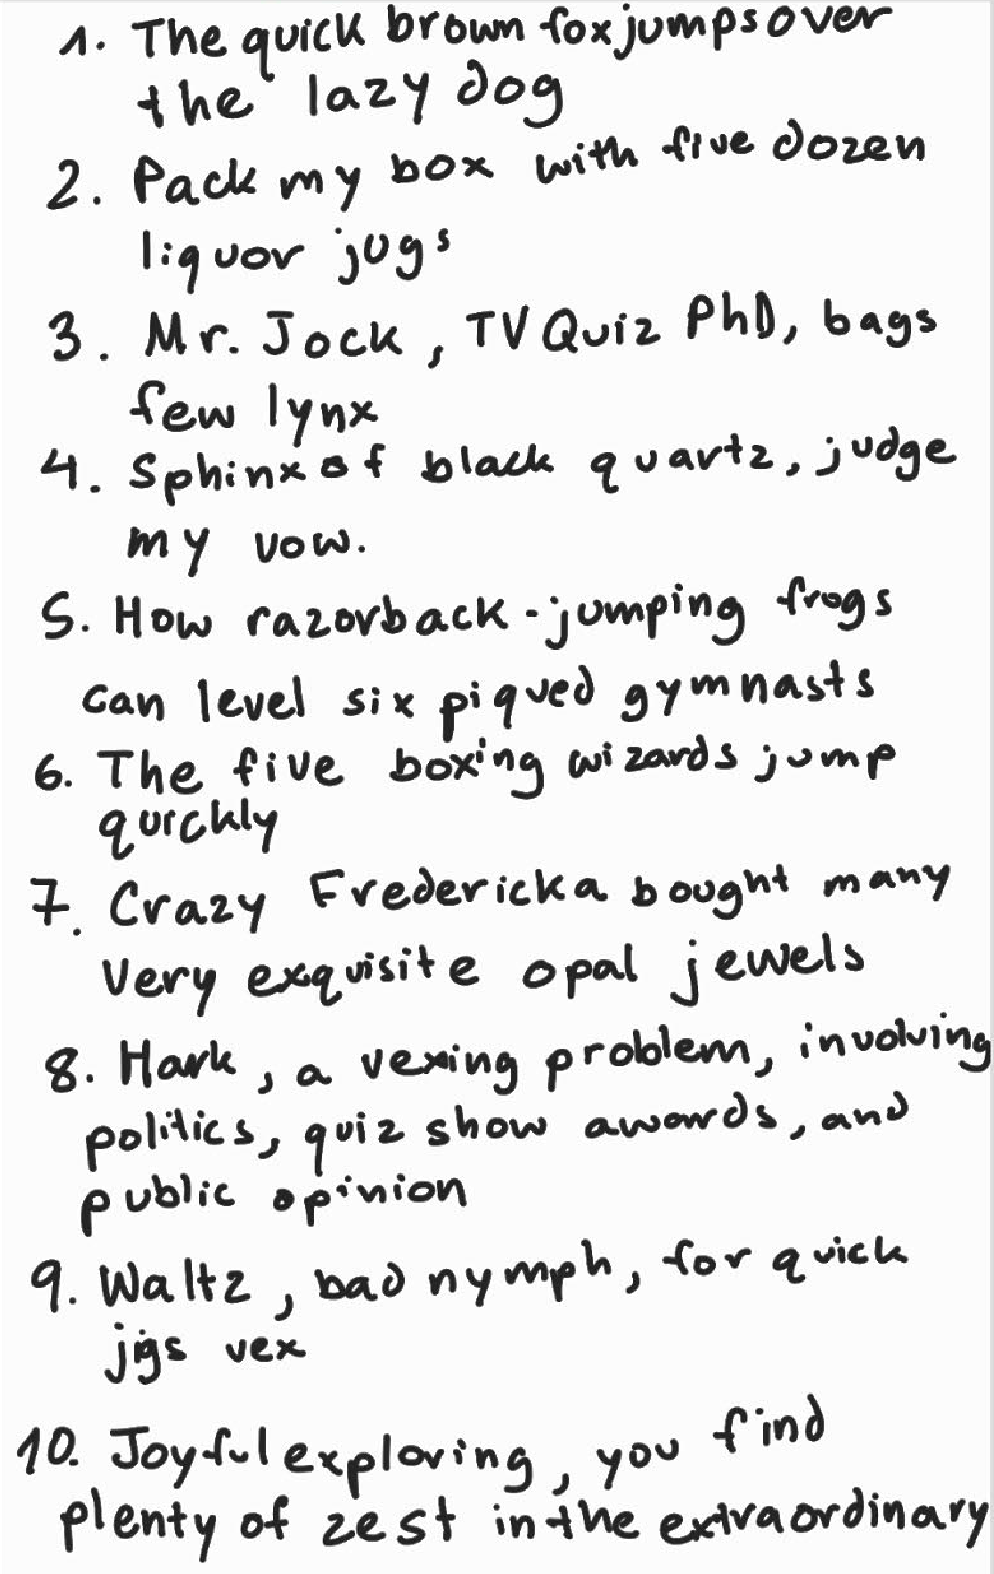 1. The quick brown fox jumps over
the lazy dog
2. Pack my box with five dozen
liquor jugs
3. Mr. Jock, TV Quiz PhD, bags
few lynx
4. Sphinx of black quartz, judge
my vow.
5. How razorback-jumping frogs
can level six piqued gymnasts
6. The five boxing wizards jump
quickly
7. Crazy Fredericka bought many
Very exquisite opal jewels
8. Hark, a vexing problem, involving
politics, quiz show awards, and
public opinion
9. Waltz, bad nymph, for quick
jigs vex
10. Joyful exploring, you find
plenty of zest in the extraordinary